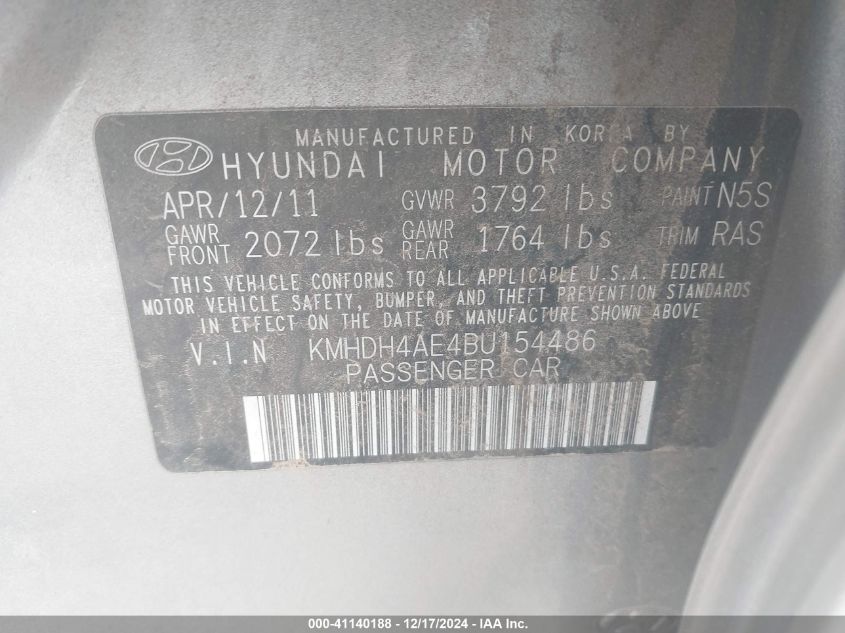 MANUFACTURED IN KOREA BY
HYUNDAI MOTOR COMPANY
APR/12/11 GVWR 3792 lbs PAINT N5S
GAWR FRONT 2072 lbs GAWR REAR 1764 lbs TRIM RAS
THIS VEHICLE CONFORMS TO ALL APPLICABLE U.S.A. FEDERAL
MOTOR VEHICLE SAFETY, BUMPER, AND THEFT PREVENTION STANDARDS
IN EFFECT ON THE DATE OF MANUFACTURE SHOWN ABOVE
V.I.N KMHDH4AE4BU154486
PASSENGER CAR
000-41140188 - 12/17/2024 - IAA Inc.